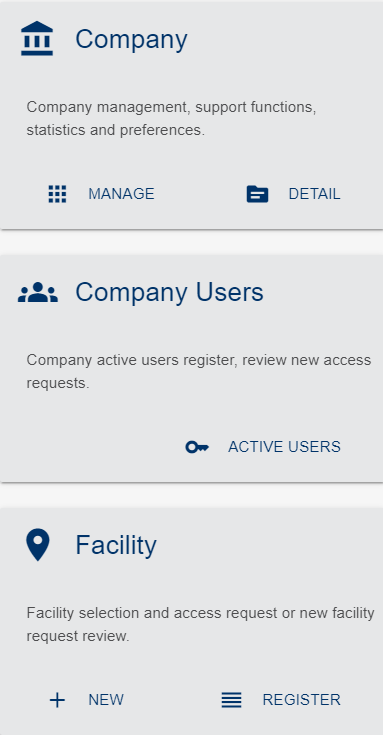 Company
Company management, support functions,
statistics and preferences.
MANAGE DETAIL
Company Users
Company active users register, review new access
requests.
ACTIVE USERS
Facility
Facility selection and access request or new facility
request review.
NEW REGISTER